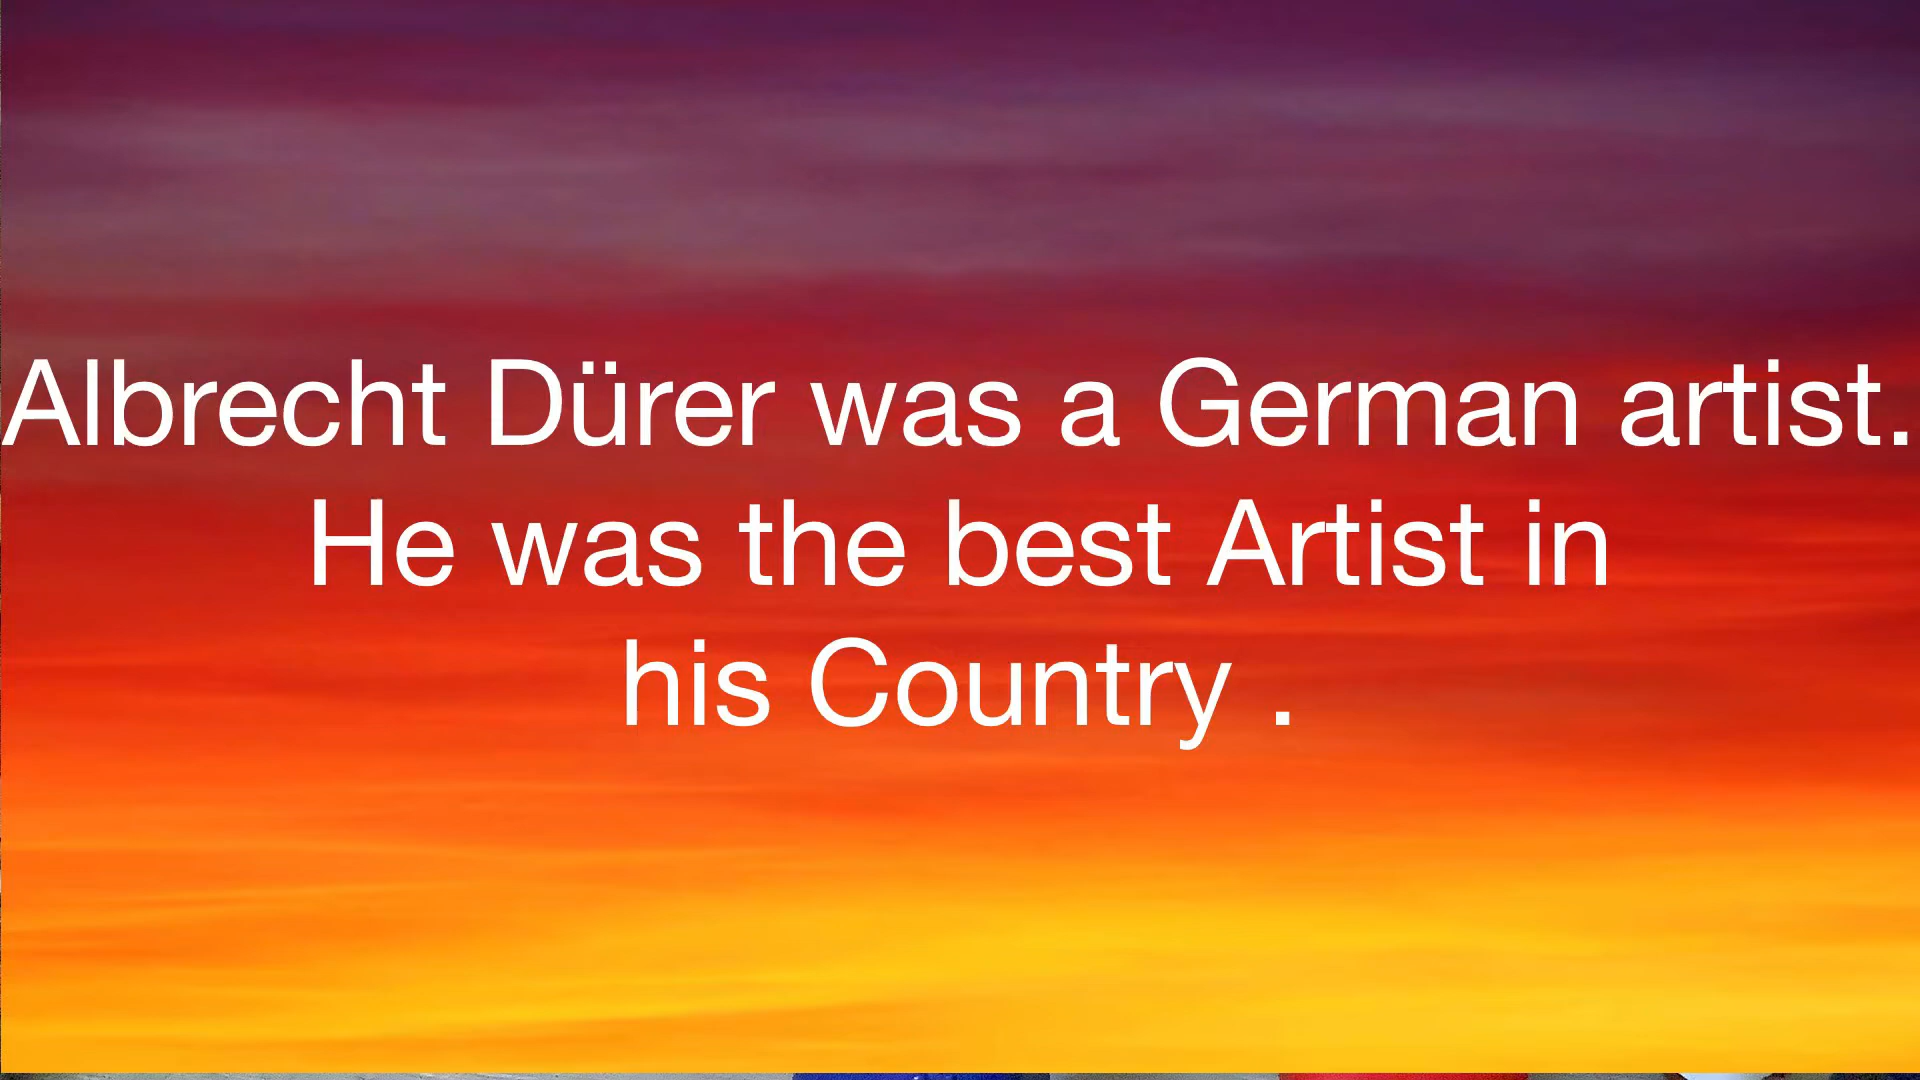 Albrecht Dürer was a German artist.
He was the best Artist in
his Country .